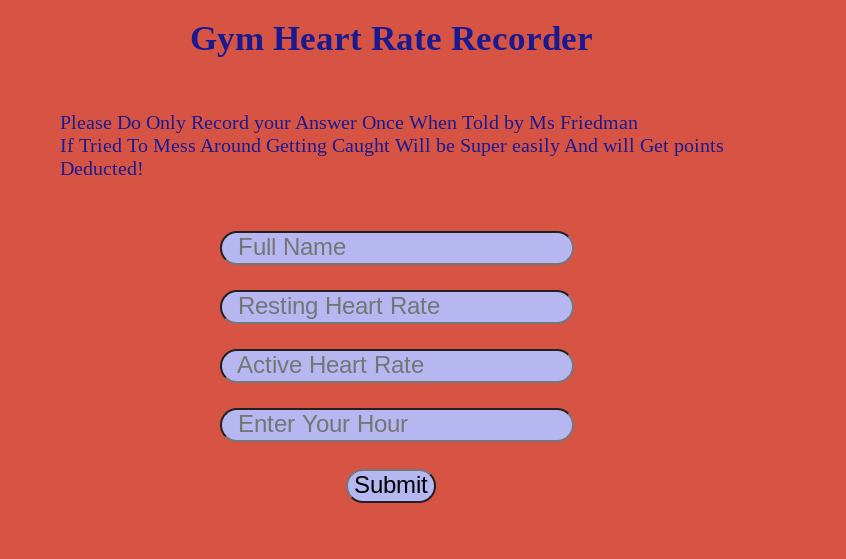 Gym Heart Rate Recorder
Please Do Only Record your Answer Once When Told by Ms Friedman
If Tried To Mess Around Getting Caught Will be Super easily And will Get points
Deducted!
Full Name
Resting Heart Rate
Active Heart Rate
Enter Your Hour
Submit